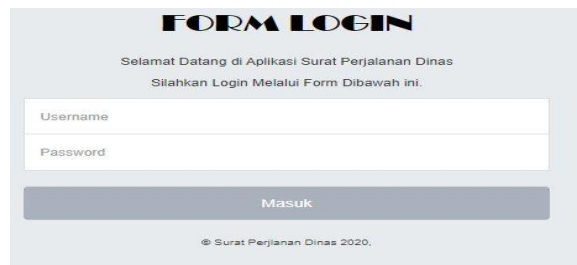 FORM LOGIN
Selamat Datang di Aplikasi Surat Perjalanan Dinas
Silahkan Login Melalui Form Dibawah ini.
Username
Password
Masuk
© Surat Perjlanan Dinas 2020,